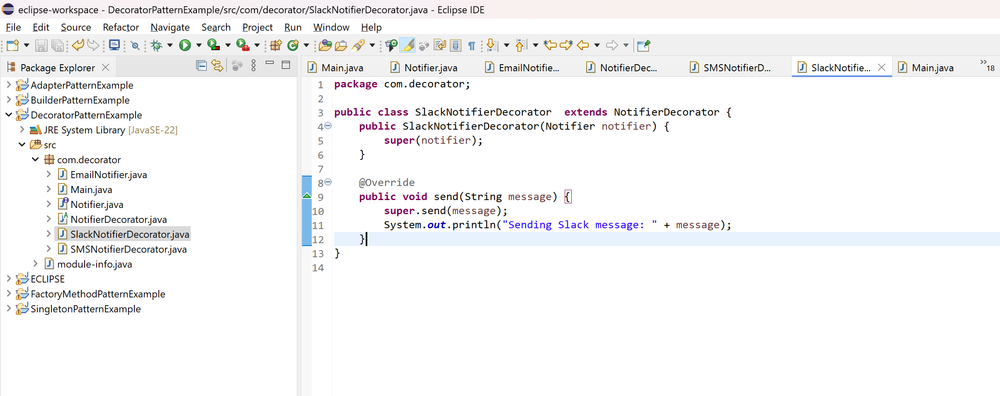 eclipse-workspace - DecoratorPatternExample/src/com/decorator/SlackNotifierDecorator.java - Eclipse IDE
File Edit Source Refactor Navigate Search Project Run Window Help
Package Explorer
AdapterPatternExample
BuilderPatternExample
DecoratorPatternExample
JRE System Library [JavaSE-22]
src
com.decorator
EmailNotifier.java
Main.java
Notifier.java
NotifierDecorator.java
SlackNotifierDecorator.java
SMSNotifierDecorator.java
module-info.java
ECLIPSE
FactoryMethodPatternExample
SingletonPatternExample
Main.java Notifier.java EmailNotifie... NotifierDec... SMSNotifierD... SlackNotifie... Main.java »18
1 package com.decorator;
2
3 public class SlackNotifierDecorator  extends NotifierDecorator {
4     public SlackNotifierDecorator(Notifier notifier) {
5         super(notifier);
6     }
7
8     @Override
9     public void send(String message) {
10         super.send(message);
11         System.out.println("Sending Slack message: " + message);
12     }
13 }
14